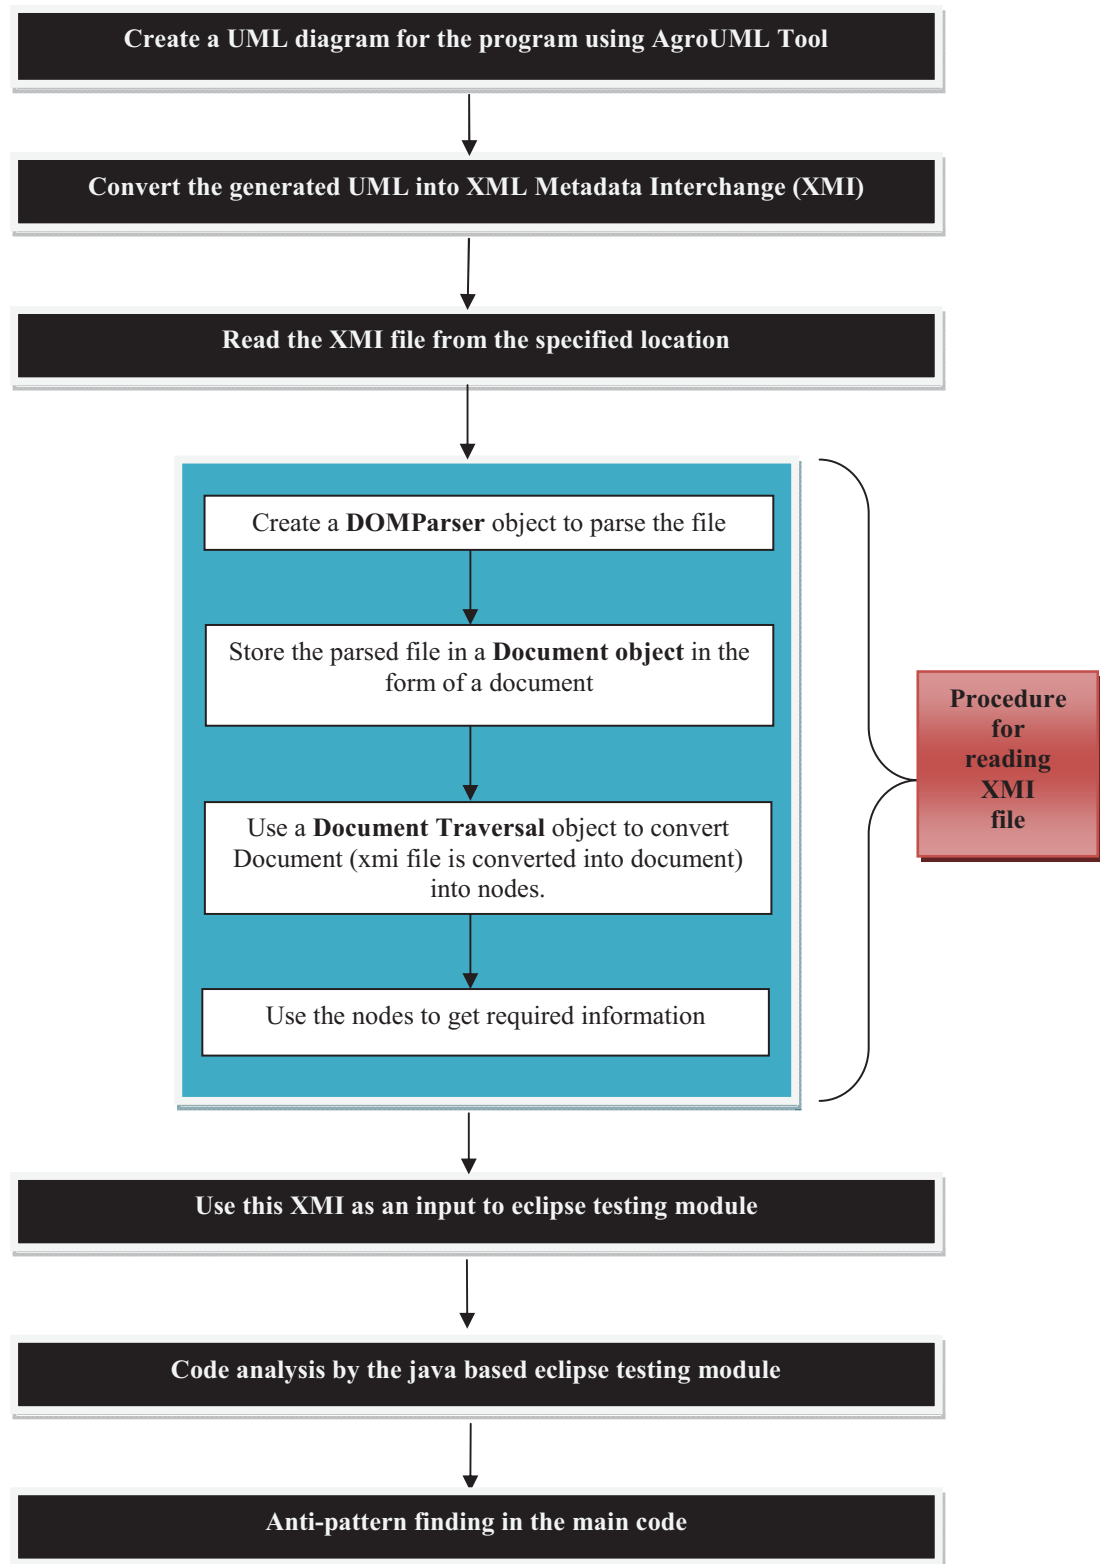 Create a UML diagram for the program using AgroUML Tool
Convert the generated UML into XML Metadata Interchange (XMI)
Read the XMI file from the specified location
Create a DOMParser object to parse the file
Store the parsed file in a Document object in the
form of a document
Use a Document Traversal object to convert
Document (xmi file is converted into document)
into nodes.
Use the nodes to get required information
Procedure
for
reading
XMI
file
Use this XMI as an input to eclipse testing module
Code analysis by the java based eclipse testing module
Anti-pattern finding in the main code